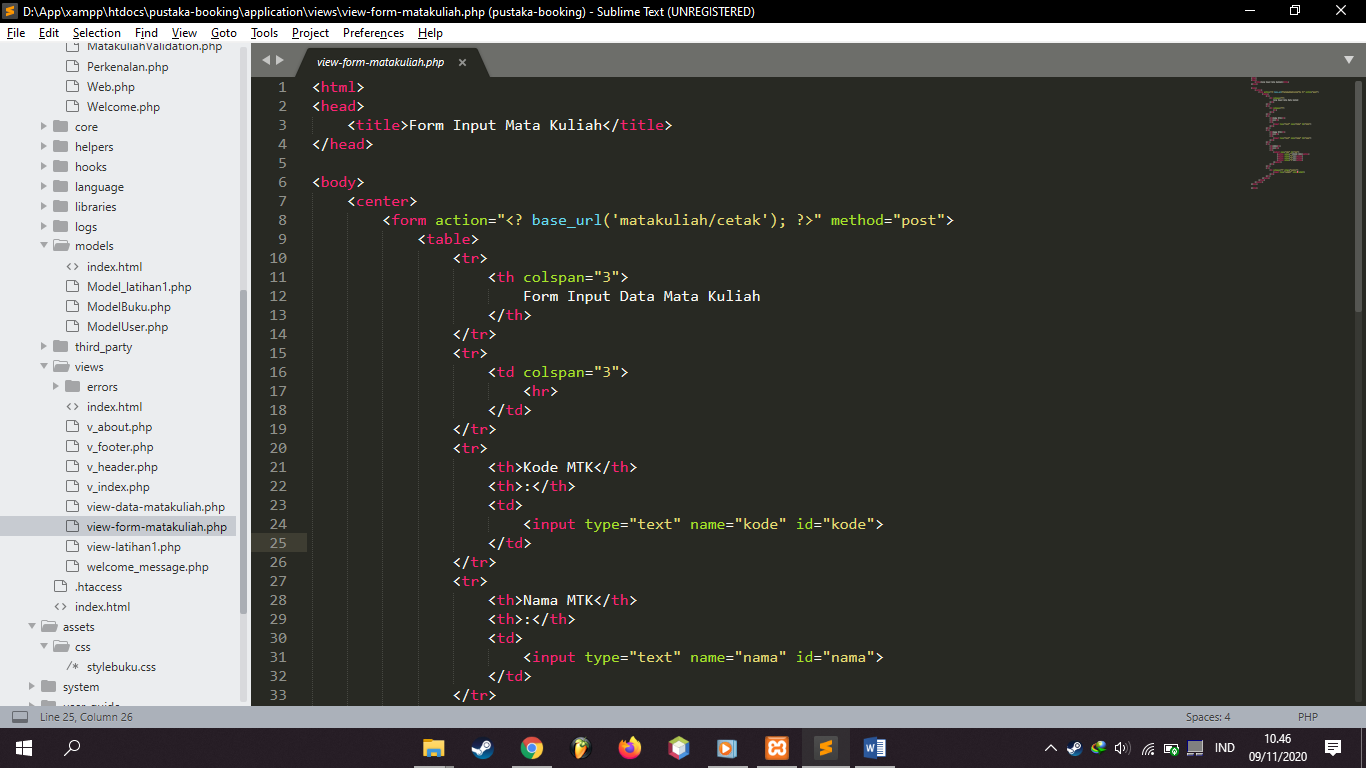 D:\App\xampp\htdocs\pustaka-booking\application\views\view-form-matakuliah.php (pustaka-booking) - Sublime Text (UNREGISTERED)
File Edit Selection Find View Goto Tools Project Preferences Help
MatakuliahValidation.php
Perkenalan.php
Web.php
Welcome.php
core
helpers
hooks
language
libraries
logs
models
index.html
Model_latihan1.php
ModelBuku.php
ModelUser.php
third_party
views
errors
index.html
v_about.php
v_footer.php
v_header.php
v_index.php
view-data-matakuliah.php
view-form-matakuliah.php
view-latihan1.php
welcome_message.php
.htaccess
index.html
assets
css
/* stylebuku.css
system
user_guide
view-form-matakuliah.php ×
1 <html>
2 <head>
3 <title>Form Input Mata Kuliah</title>
4 </head>
5
6 <body>
7 <center>
8 <form action="<? base_url('matakuliah/cetak'); ?>" method="post">
9 <table>
10 <tr>
11 <th colspan="3">
12 Form Input Data Mata Kuliah
13 </th>
14 </tr>
15 <tr>
16 <td colspan="3">
17 <hr>
18 </td>
19 </tr>
20 <tr>
21 <th>Kode MTK</th>
22 <th>:</th>
23 <td>
24 <input type="text" name="kode" id="kode">
25 </td>
26 </tr>
27 <tr>
28 <th>Nama MTK</th>
29 <th>:</th>
30 <td>
31 <input type="text" name="nama" id="nama">
32 </td>
33 </tr>
Line 25, Column 26
Spaces: 4 PHP
IND
10.46
09/11/2020